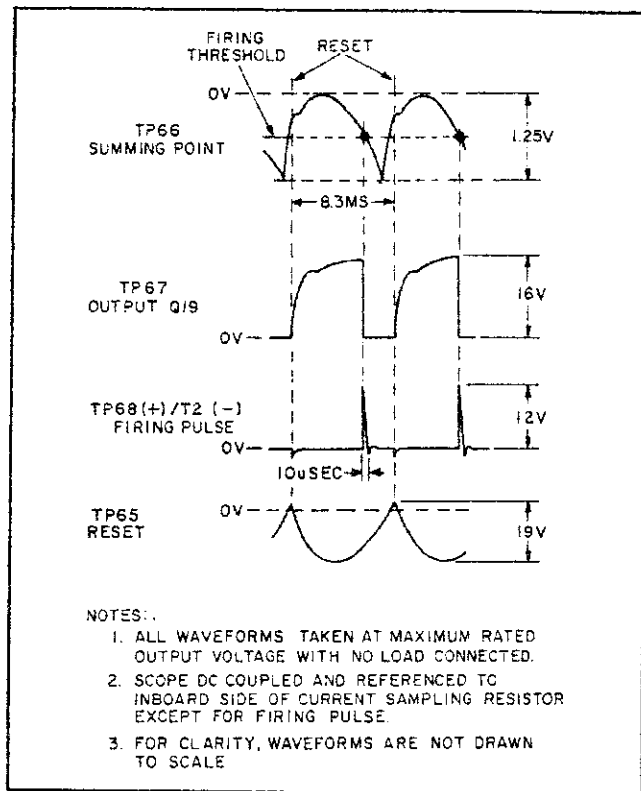 FIRING
THRESHOLD
RESET
0V
TP66
SUMMING POINT
1.25V
8.3MS
TP67
OUTPUT Q19
16V
0V
TP68(+)/T2 (-)
FIRING PULSE
12V
0V
10uSEC
TP65
RESET
0V
19V
NOTES:.
1. ALL WAVEFORMS TAKEN AT MAXIMUM RATED
OUTPUT VOLTAGE WITH NO LOAD CONNECTED.
2. SCOPE DC COUPLED AND REFERENCED TO
INBOARD SIDE OF CURRENT SAMPLING RESISTOR
EXCEPT FOR FIRING PULSE.
3. FOR CLARITY, WAVEFORMS ARE NOT DRAWN
TO SCALE